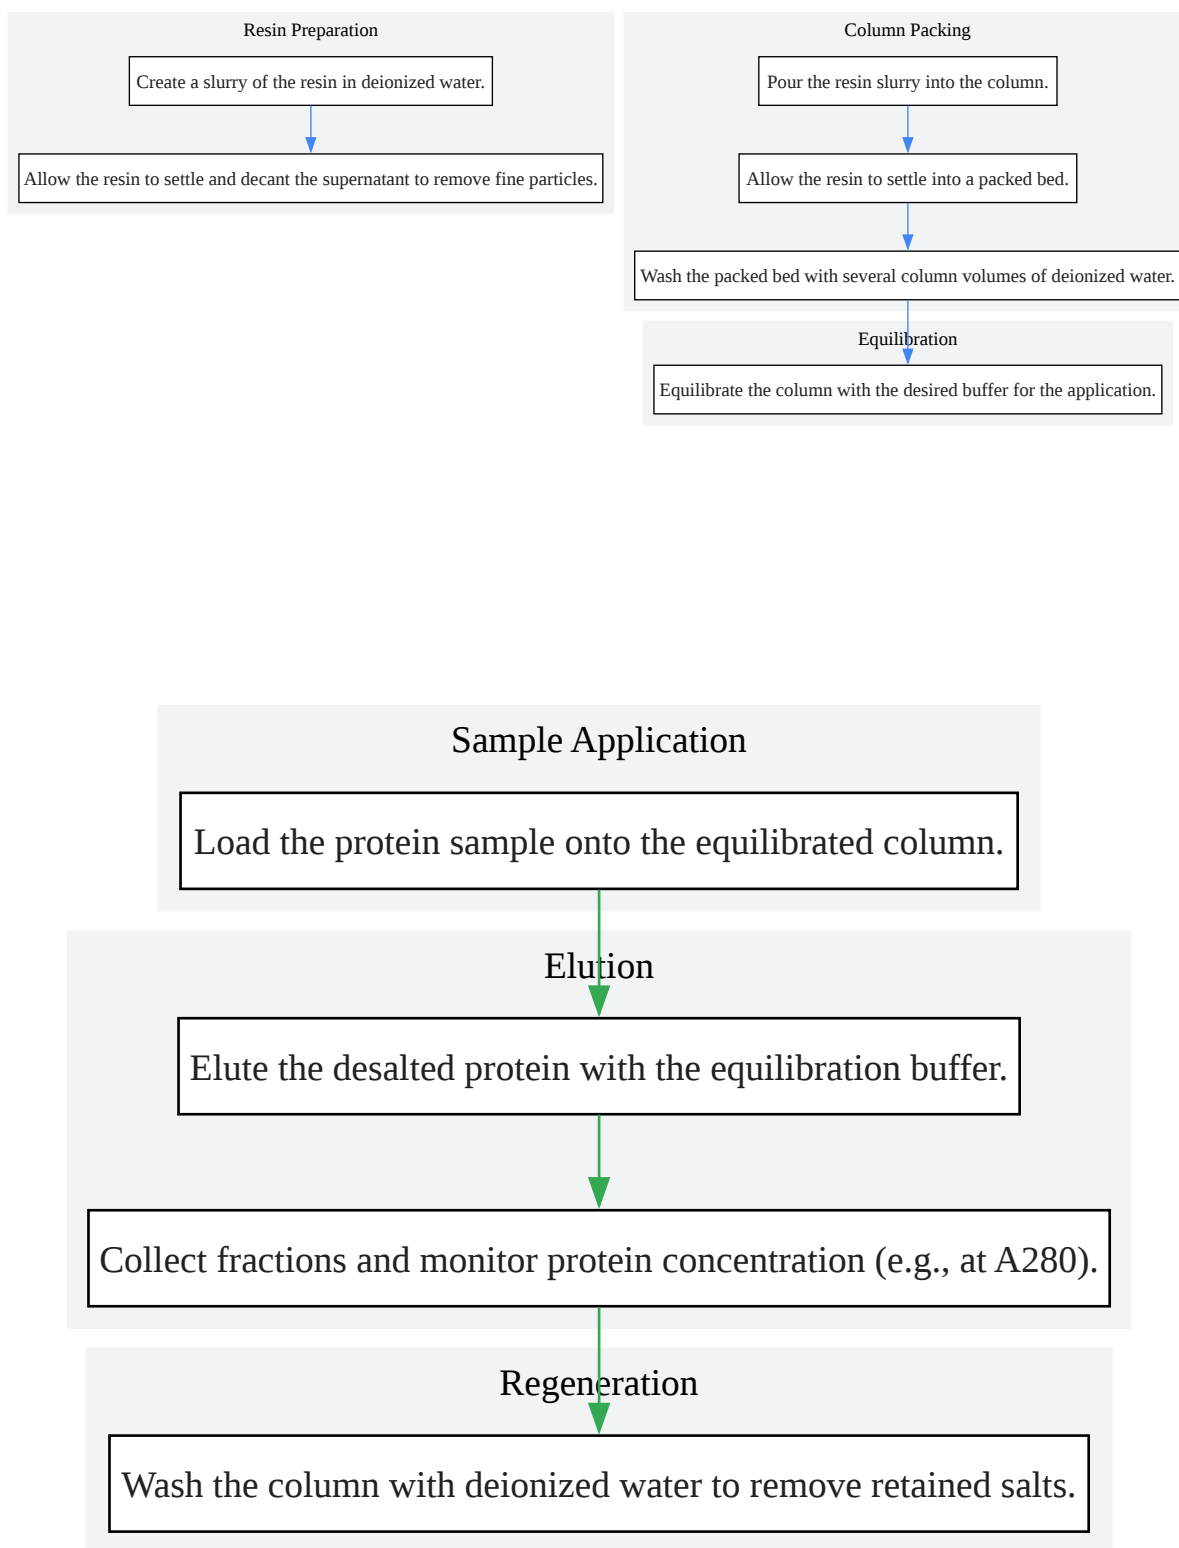 Resin Preparation
Create a slurry of the resin in deionized water.
Allow the resin to settle and decant the supernatant to remove fine particles.
Column Packing
Pour the resin slurry into the column.
Allow the resin to settle into a packed bed.
Wash the packed bed with several column volumes of deionized water.
Equilibration
Equilibrate the column with the desired buffer for the application.
Sample Application
Load the protein sample onto the equilibrated column.
Elution
Elute the desalted protein with the equilibration buffer.
Collect fractions and monitor protein concentration (e.g., at A280).
Regeneration
Wash the column with deionized water to remove retained salts.